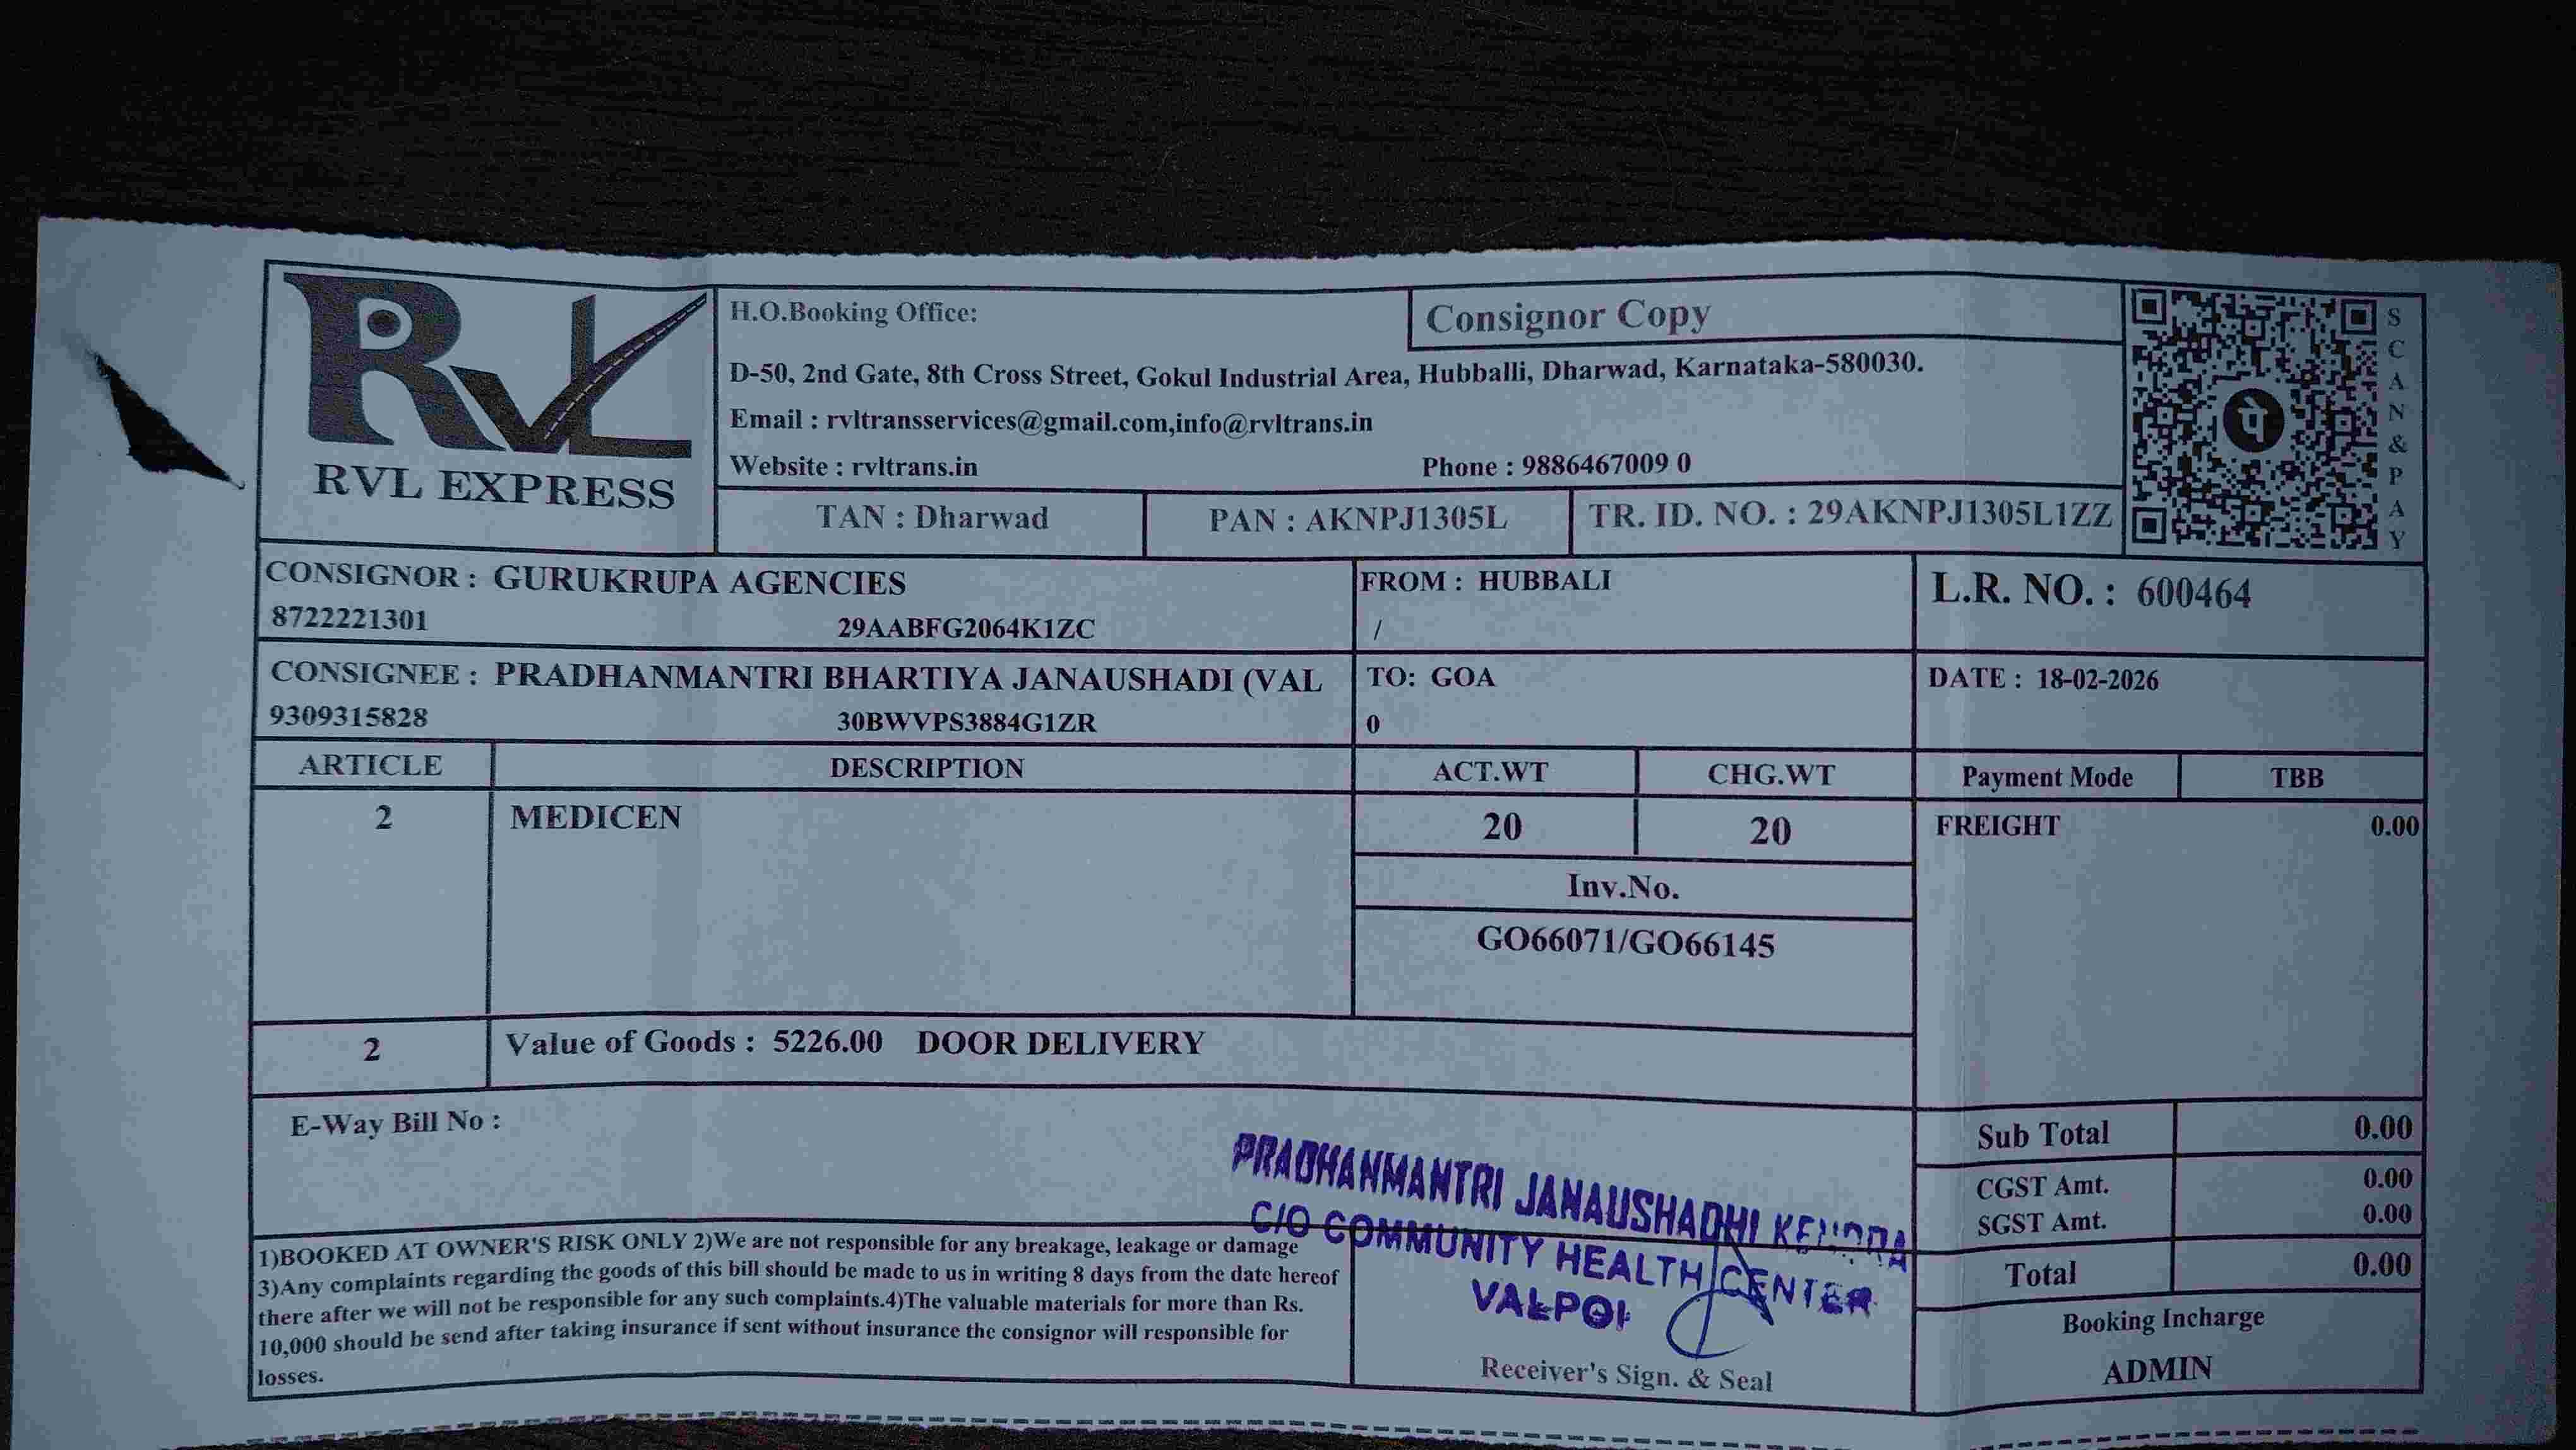 RVL
RVL EXPRESS
H.O.Booking Office:
Consignor Copy
D-50, 2nd Gate, 8th Cross Street, Gokul Industrial Area, Hubballi, Dharwad, Karnataka-580030.
Email : rvltransservices@gmail.com,info@rvltrans.in
Website : rvltrans.in Phone : 9886467009 0
TAN : Dharwad PAN : AKNPJ1305L TR. ID. NO. : 29AKNPJ1305L1ZZ
पे
SCAN & PAY
CONSIGNOR : GURUKRUPA AGENCIES
8722221301 29AABFG2064K1ZC
FROM : HUBBALI
/
L.R. NO. : 600464
CONSIGNEE : PRADHANMANTRI BHARTIYA JANAUSHADI (VAL
9309315828 30BWVPS3884G1ZR
TO: GOA
0
DATE : 18-02-2026
ARTICLE DESCRIPTION ACT.WT CHG.WT Payment Mode TBB
2 MEDICEN 20 20 FREIGHT 0.00
Inv.No.
GO66071/GO66145
2 Value of Goods : 5226.00 DOOR DELIVERY
E-Way Bill No :
Sub Total 0.00
CGST Amt. 0.00
SGST Amt. 0.00
Total 0.00
Booking Incharge
ADMIN
1)BOOKED AT OWNER'S RISK ONLY 2)We are not responsible for any breakage, leakage or damage
3)Any complaints regarding the goods of this bill should be made to us in writing 8 days from the date hereof
there after we will not be responsible for any such complaints.4)The valuable materials for more than Rs.
10,000 should be send after taking insurance if sent without insurance the consignor will responsible for
losses.
PRADHANMANTRI JANAUSHADHI KENDRA
C/O COMMUNITY HEALTH CENTER
VALPOI
Receiver's Sign. & Seal